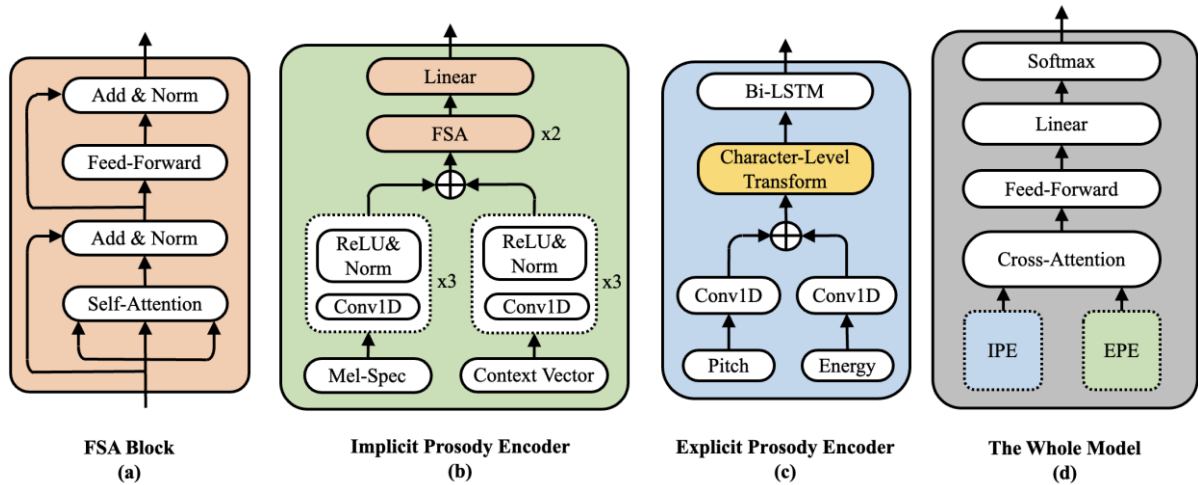 Add & Norm
Feed-Forward
Add & Norm
Self-Attention
FSA Block
(a)
Linear
FSA
x2
ReLU&
Norm
Conv1D
x3
Mel-Spec
ReLU&
Norm
Conv1D
x3
Context Vector
Implicit Prosody Encoder
(b)
Bi-LSTM
Character-Level
Transform
Conv1D
Conv1D
Pitch
Energy
Explicit Prosody Encoder
(c)
Softmax
Linear
Feed-Forward
Cross-Attention
IPE
EPE
The Whole Model
(d)